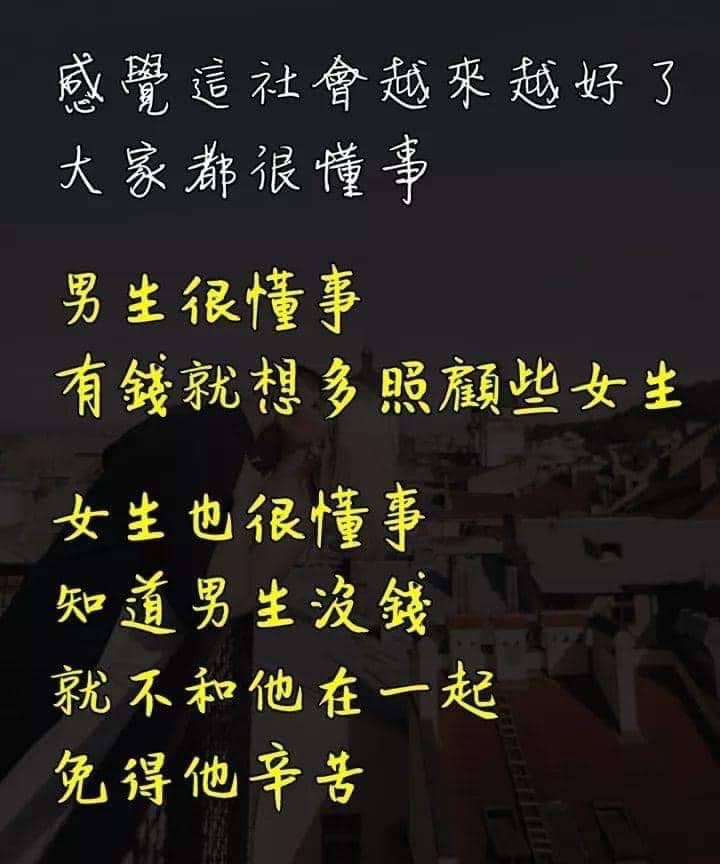 感覺這社會越來越好了
大家都很懂事
男生很懂事
有錢就想多照顧些女生
女生也很懂事
知道男生沒錢
就不和他在一起
免得他辛苦